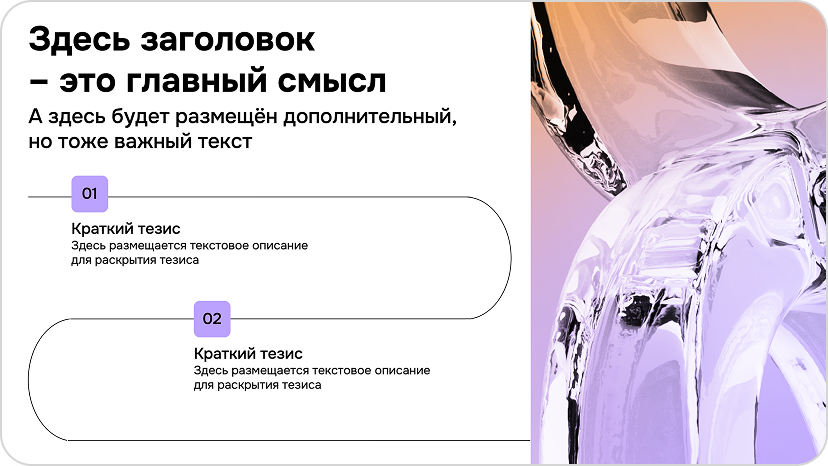 Здесь заголовок
– это главный смысл
А здесь будет размещён дополнительный,
но тоже важный текст
01
Краткий тезис
Здесь размещается текстовое описание
для раскрытия тезиса
02
Краткий тезис
Здесь размещается текстовое описание
для раскрытия тезиса